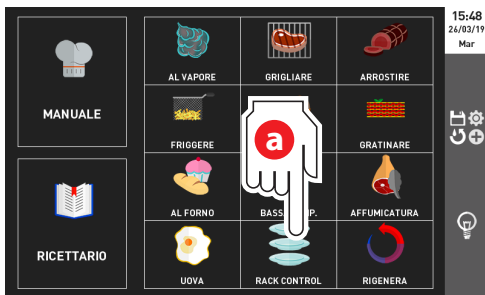 15:48
26/03/19
Mar
MANUALE
RICETTARIO
AL VAPORE
GRIGLIARE
ARROSTIRE
FRIGGERE
GRATINARE
a
AL FORNO
AFFUMICATURA
UOVA
RACK CONTROL
RIGENERA